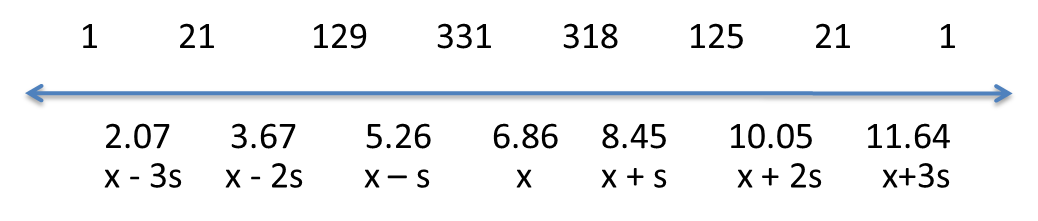 1 21 129 331 318 125 21 1
2.07 3.67 5.26 6.86 8.45 10.05 11.64
x - 3s x - 2s x – s x x + s x + 2s x+3s